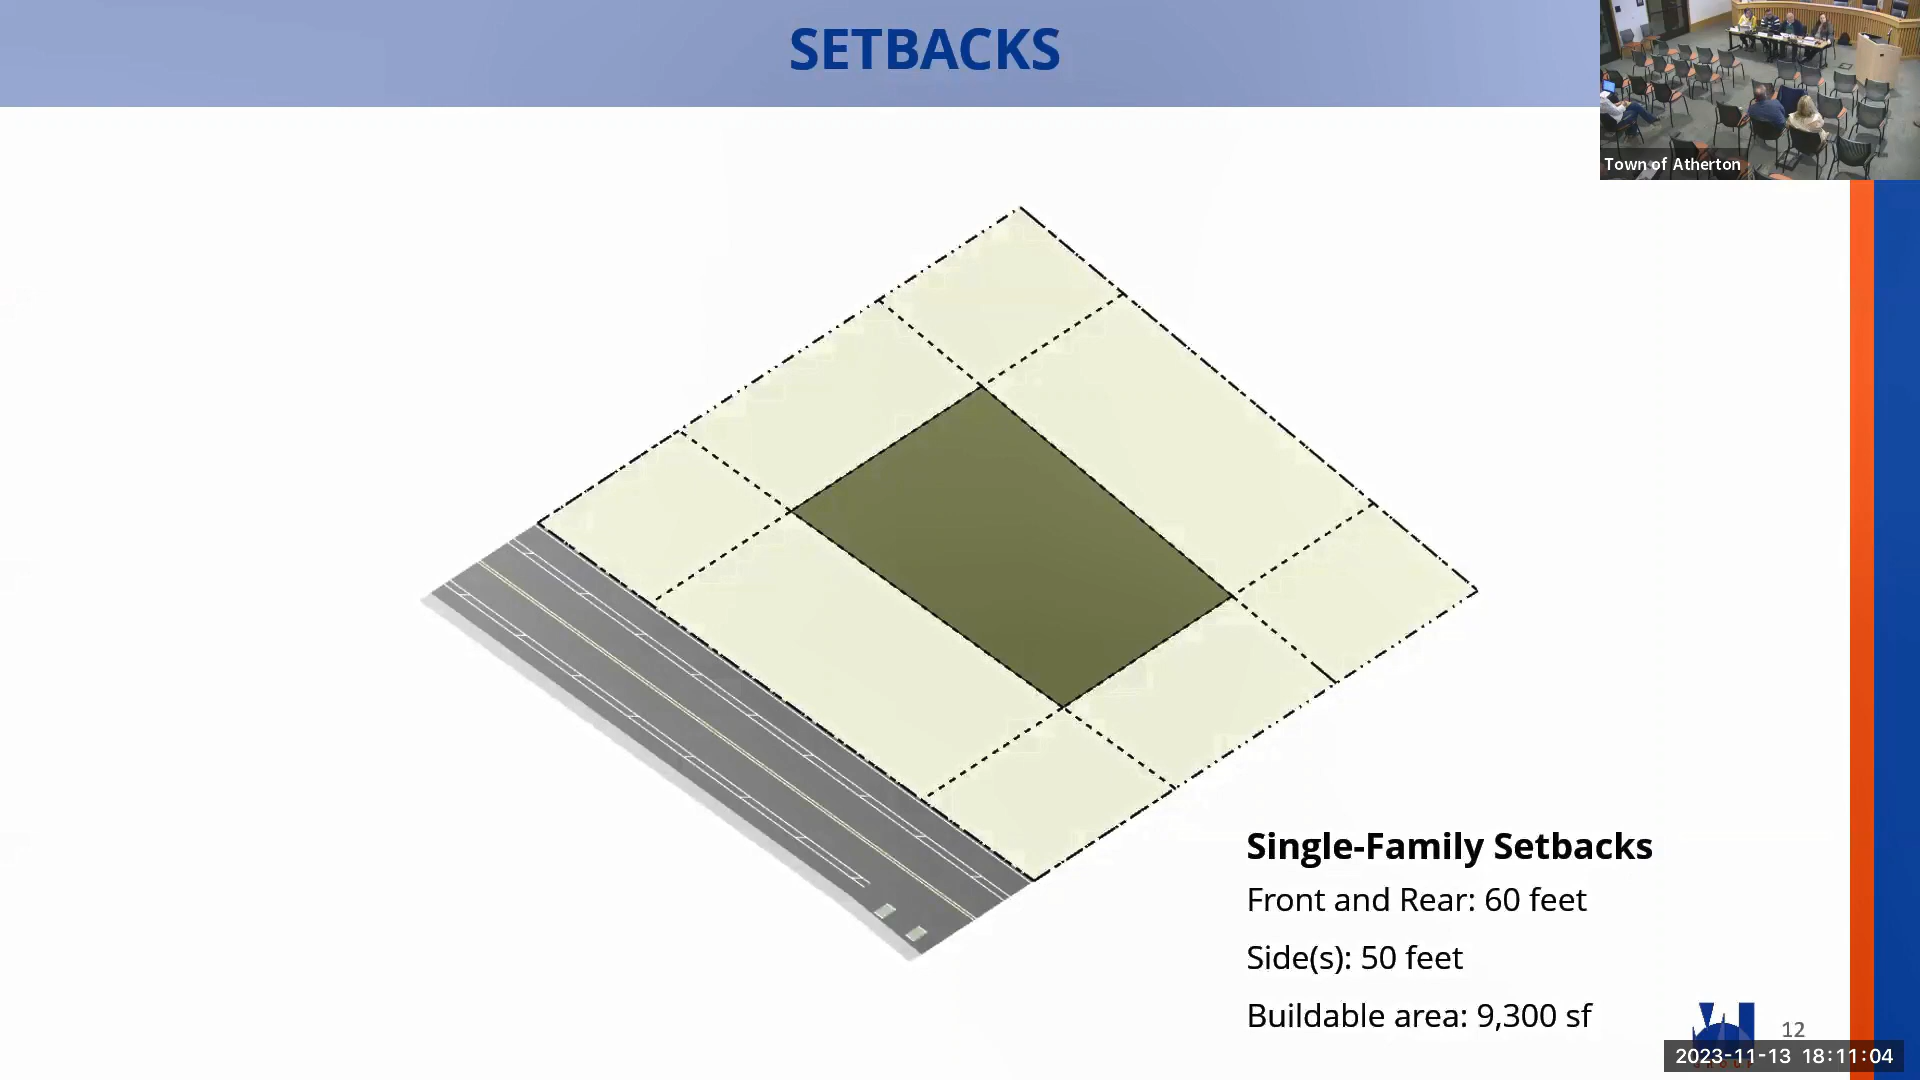 SETBACKS
Town of Atherton
Single-Family Setbacks
Front and Rear: 60 feet
Side(s): 50 feet
Buildable area: 9,300 sf
12
2023-11-13 18:11:04